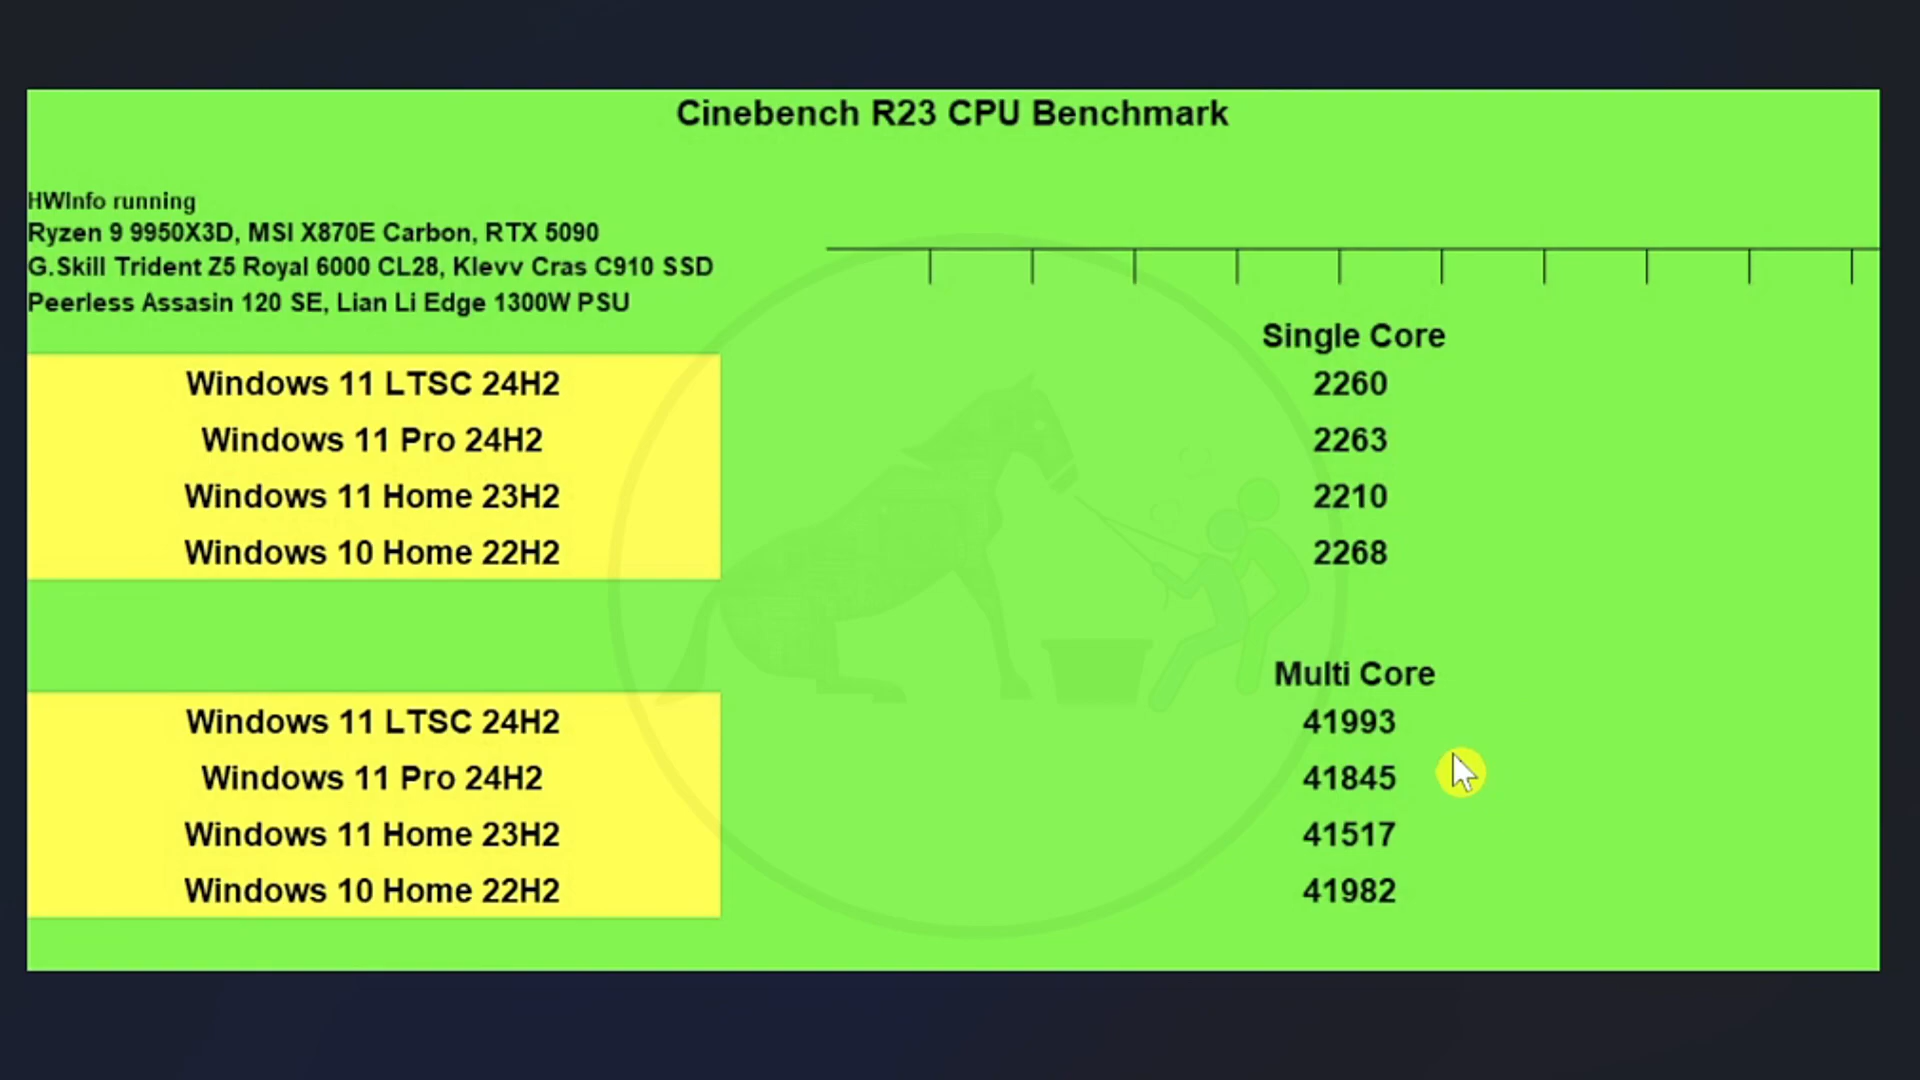 Cinebench R23 CPU Benchmark
HWInfo running
Ryzen 9 9950X3D, MSI X870E Carbon, RTX 5090
G.Skill Trident Z5 Royal 6000 CL28, Klevv Cras C910 SSD
Peerless Assasin 120 SE, Lian Li Edge 1300W PSU
Single Core
Windows 11 LTSC 24H2 2260
Windows 11 Pro 24H2 2263
Windows 11 Home 23H2 2210
Windows 10 Home 22H2 2268
Multi Core
Windows 11 LTSC 24H2 41993
Windows 11 Pro 24H2 41845
Windows 11 Home 23H2 41517
Windows 10 Home 22H2 41982